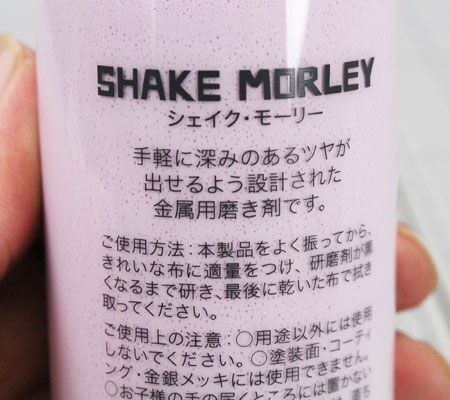 SHAKE MORLEY
シェイク・モーリー
手軽に深みのあるツヤが
出せるよう設計された
金属用磨き剤です。
ご使用方法：本製品をよく振ってから、
きれいな布に適量をつけ、研磨剤が黒
くなるまで研き、最後に乾いた布で拭き
取ってください。
ご使用上の注意：○用途以外には使用
しないでください。○塗装面・コーティ
ング・金銀メッキには使用できません。
○お子様の手の届くところには置かない